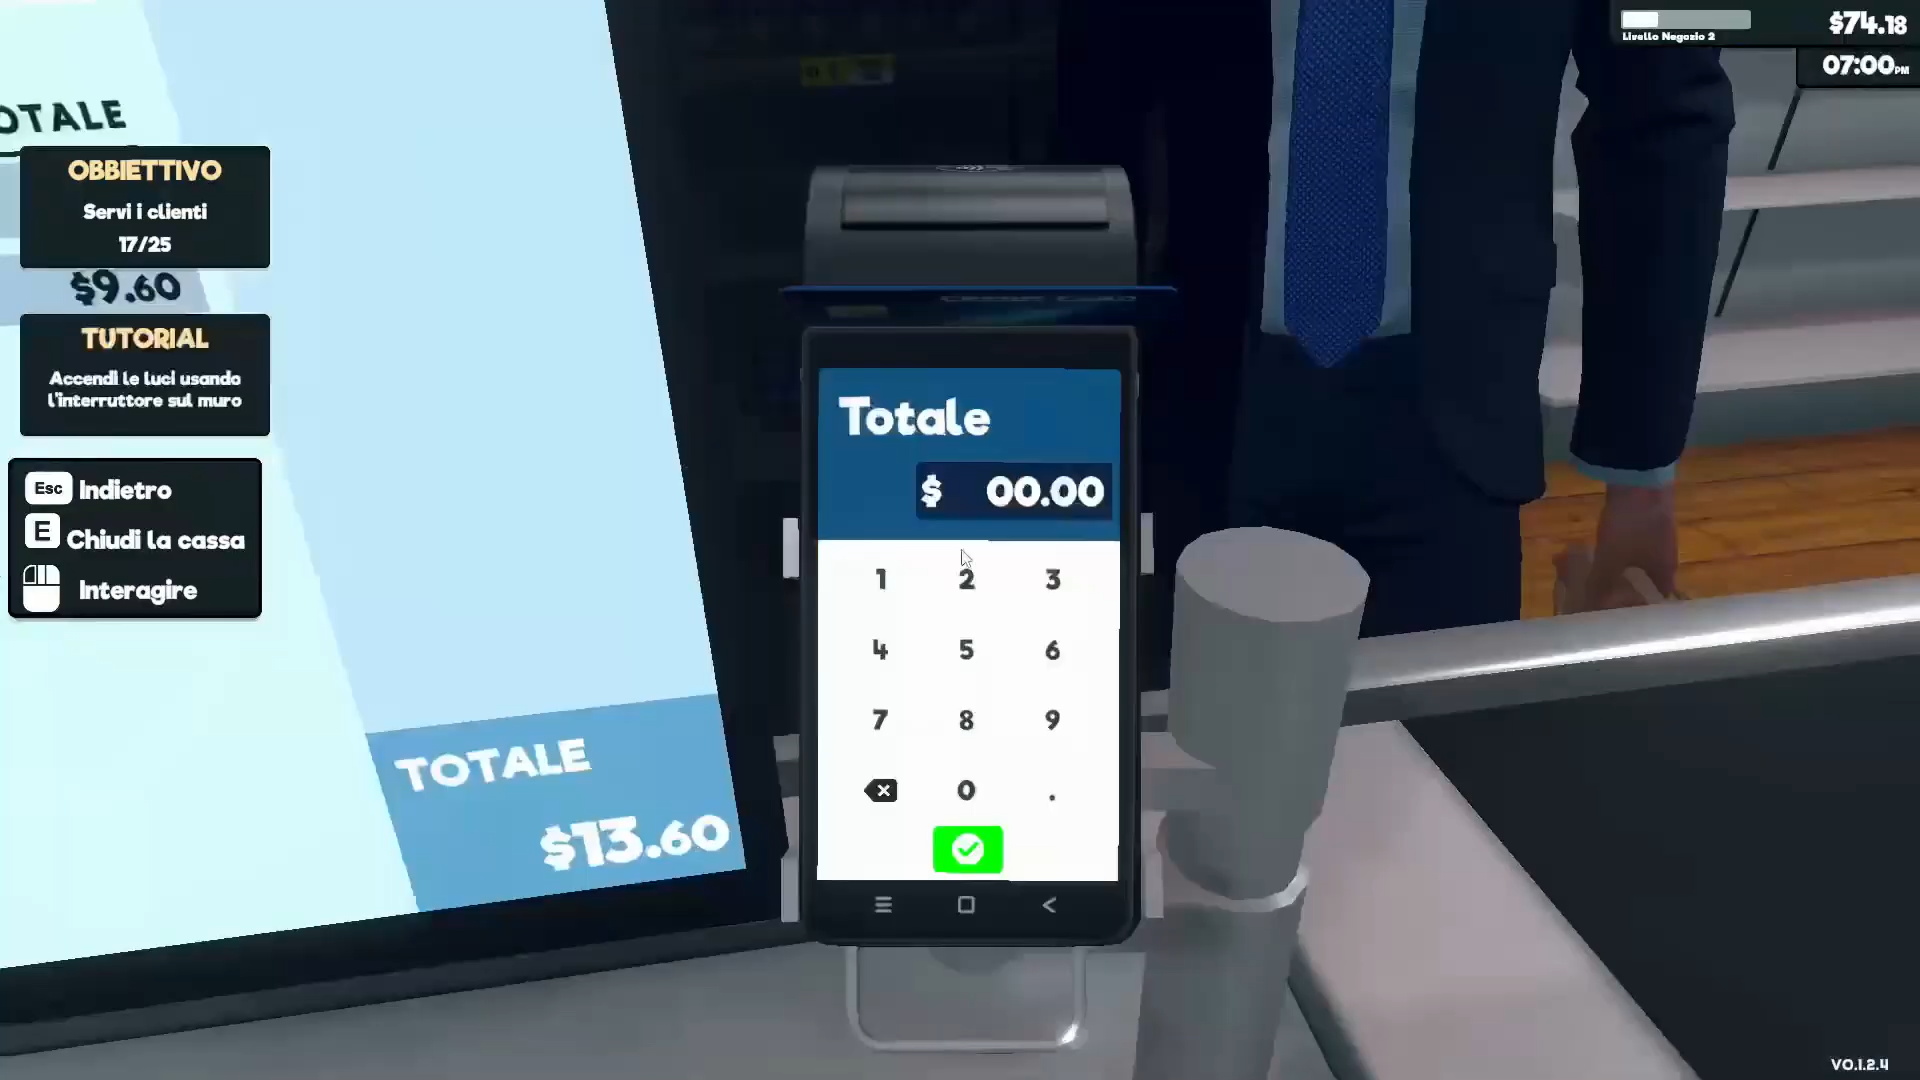 $74.18
Livello Negozio 2
07:00PM
OTALE
OBBIETTIVO
Servi i clienti
17/25
$9.60
TUTORIAL
Accendi le luci usando
l'interruttore sul muro
Esc Indietro
E Chiudi la cassa
Interagire
Totale
$ 00.00
1 2 3
4 5 6
7 8 9
0 .
TOTALE
$13.60
V0.1.2.4